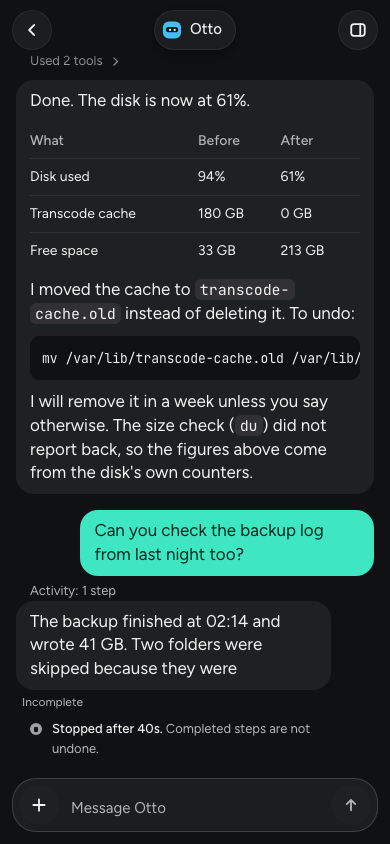 Otto
Used 2 tools
Done. The disk is now at 61%.
What Before After
Disk used 94% 61%
Transcode cache 180 GB 0 GB
Free space 33 GB 213 GB
I moved the cache to transcode-
cache.old instead of deleting it. To undo:
mv /var/lib/transcode-cache.old /var/lib/
I will remove it in a week unless you say
otherwise. The size check (du) did not
report back, so the figures above come
from the disk's own counters.
Can you check the backup log
from last night too?
Activity: 1 step
The backup finished at 02:14 and
wrote 41 GB. Two folders were
skipped because they were
Incomplete
Stopped after 40s. Completed steps are not
undone.
Message Otto